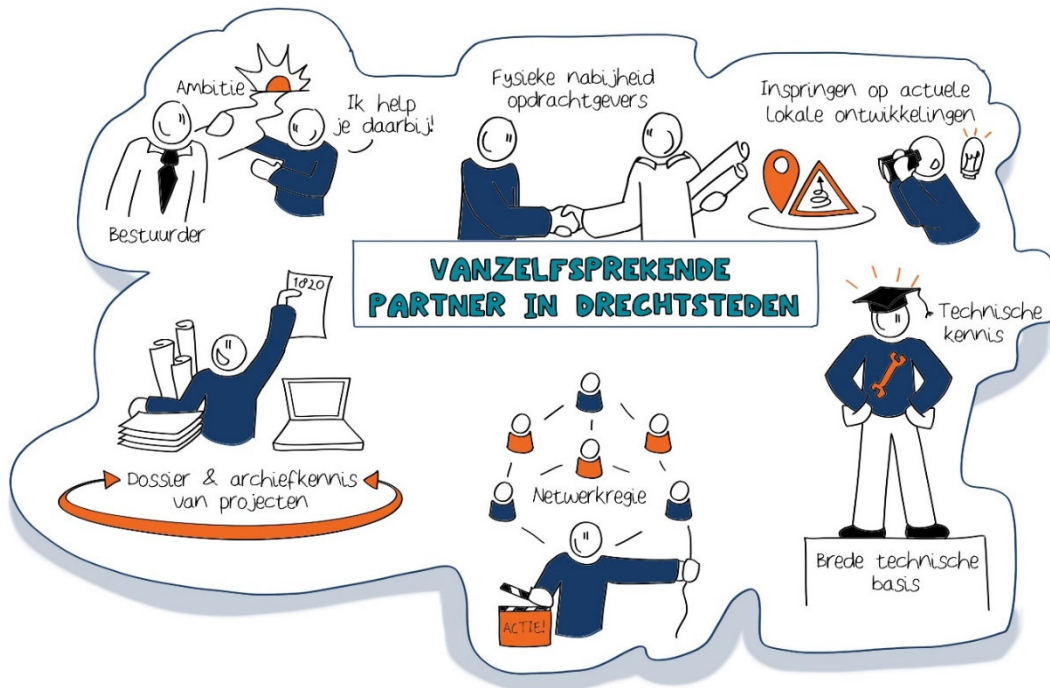 Ambitie
Ik help
je daarbij!
Bestuurder
Fysieke nabijheid
opdrachtgevers
Inspringen op actuele
lokale ontwikkelingen
VANZELFSPREKENDE
PARTNER IN DRECHTSTEDEN
1820
Dossier & archiefkennis
van projecten
Netwerkregie
ACTIE!
Technische
kennis
Brede technische
basis